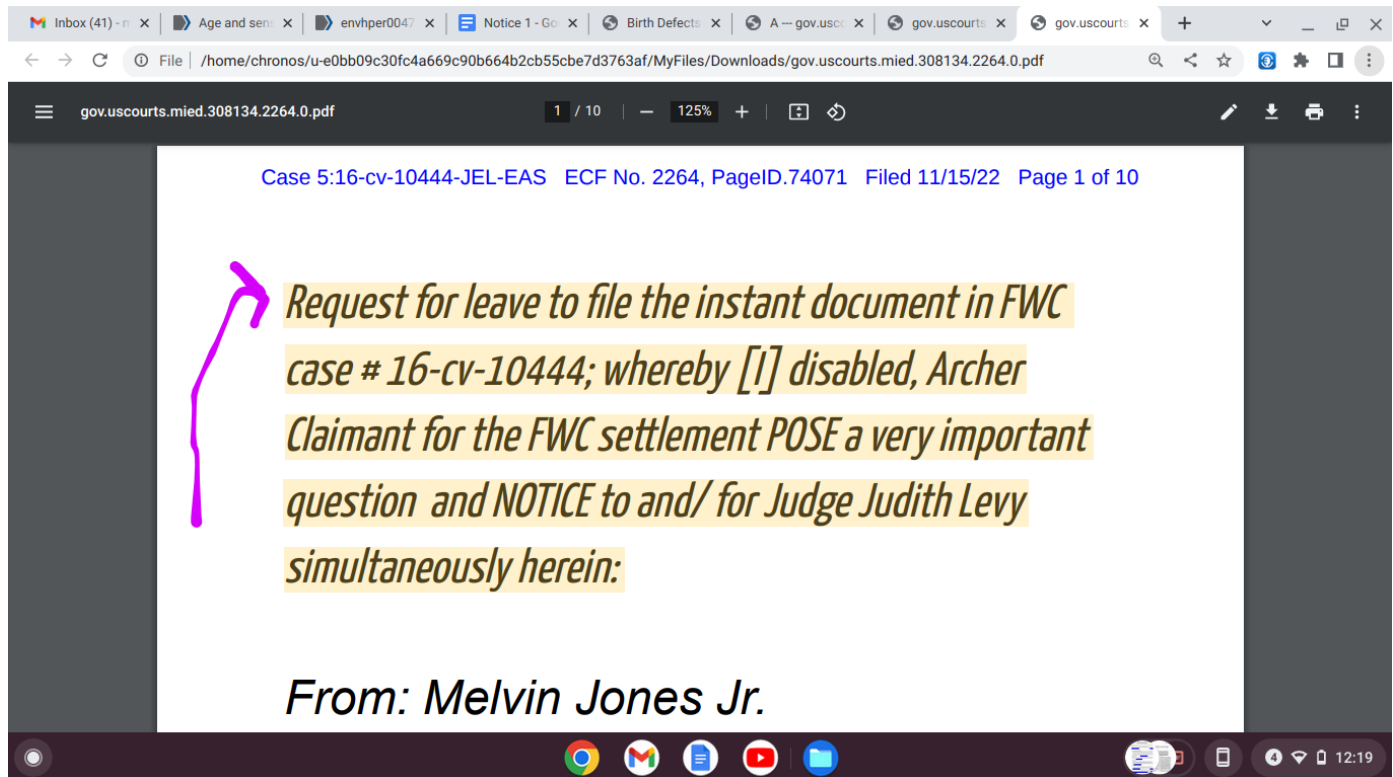 Inbox (41) - m
Age and sens
envhper0047
Notice 1 - Go
Birth Defects
A — gov.usco
gov.uscourts
gov.uscourts
File /home/chronos/u-e0bb09c30fc4a669c90b664b2cb55cbe7d3763af/MyFiles/Downloads/gov.uscourts.mied.308134.2264.0.pdf
gov.uscourts.mied.308134.2264.0.pdf 1 / 10 125%
Case 5:16-cv-10444-JEL-EAS ECF No. 2264, PageID.74071 Filed 11/15/22 Page 1 of 10
Request for leave to file the instant document in FWC
case # 16-cv-10444; whereby [I] disabled, Archer
Claimant for the FWC settlement POSE a very important
question and NOTICE to and/ for Judge Judith Levy
simultaneously herein:
From: Melvin Jones Jr.
4 12:19